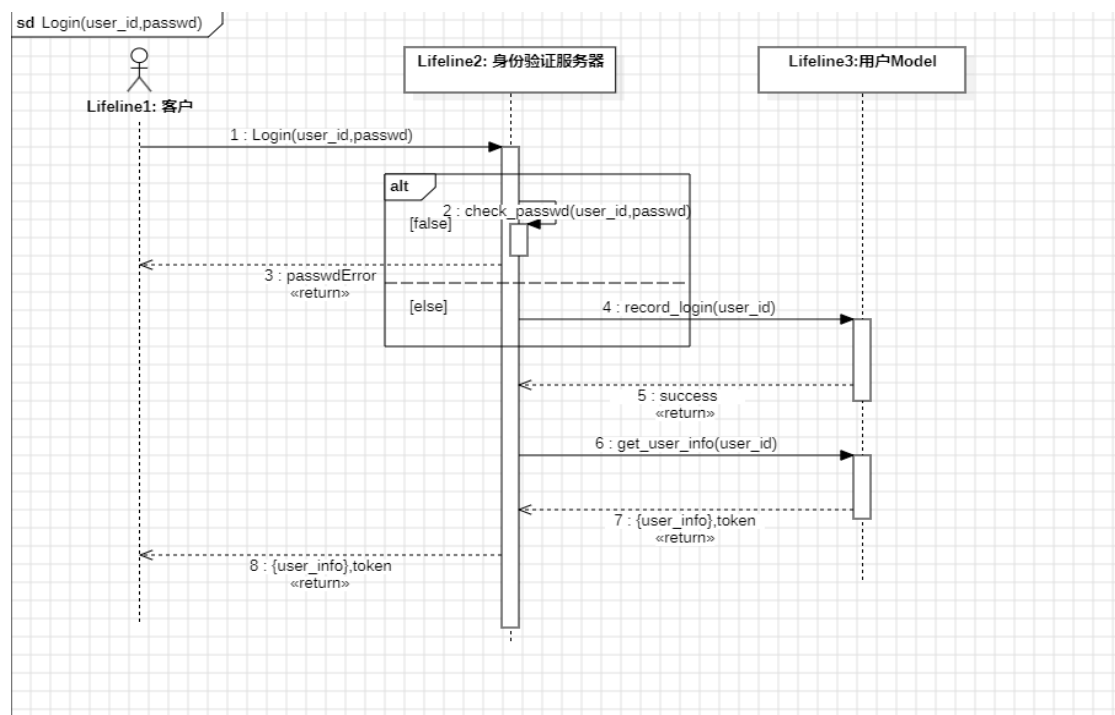 sd Login(user_id,passwd)
Lifeline1: 客户
Lifeline2: 身份验证服务器
Lifeline3:用户Model
1 : Login(user_id,passwd)
alt
2 : check_passwd(user_id,passwd)
[false]
3 : passwdError
«return»
[else]
4 : record_login(user_id)
5 : success
«return»
6 : get_user_info(user_id)
7 : {user_info},token
«return»
8 : {user_info},token
«return»